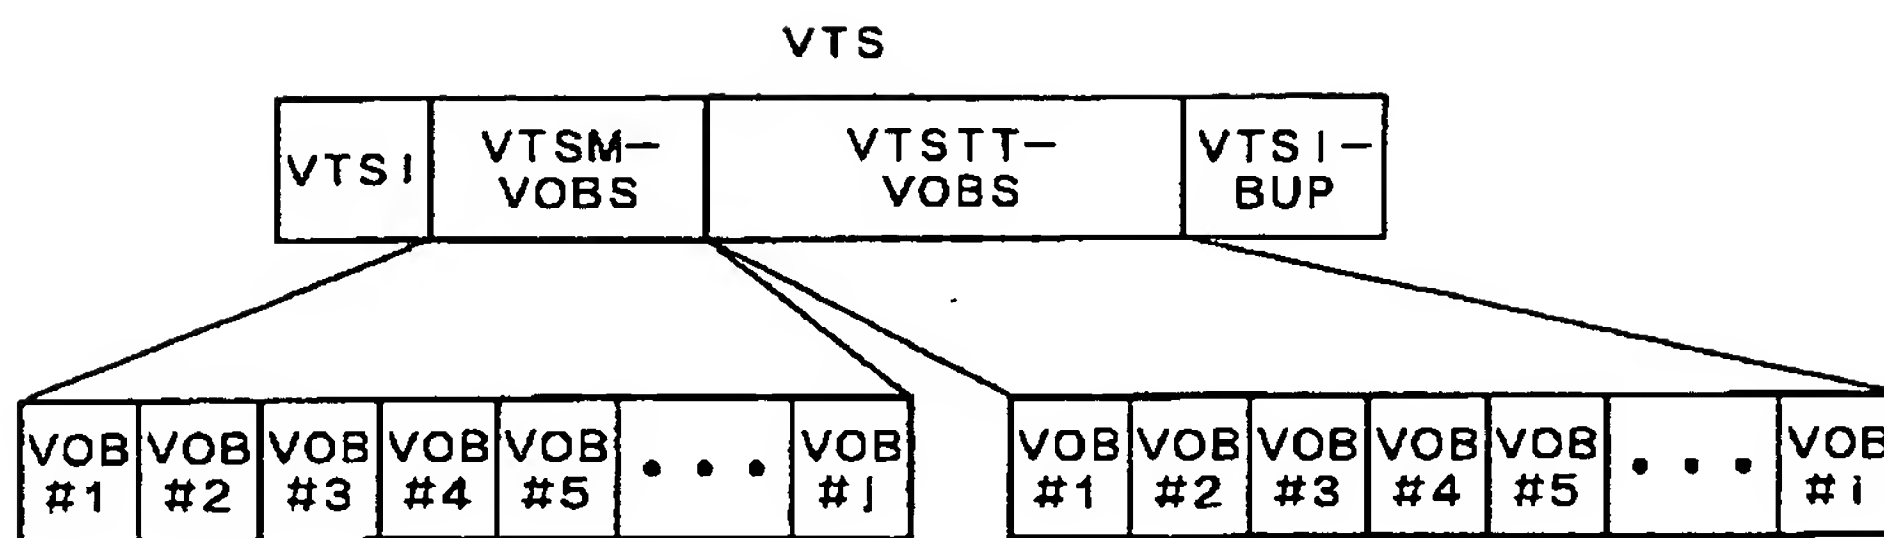 VTS
VTSI
VTSM-
VOBS
VTSTT-
VOBS
VTSI-
BUP
VOB
#1
VOB
#2
VOB
#3
VOB
#4
VOB
#5
• • •
VOB
#j
VOB
#1
VOB
#2
VOB
#3
VOB
#4
VOB
#5
• • •
VOB
#i